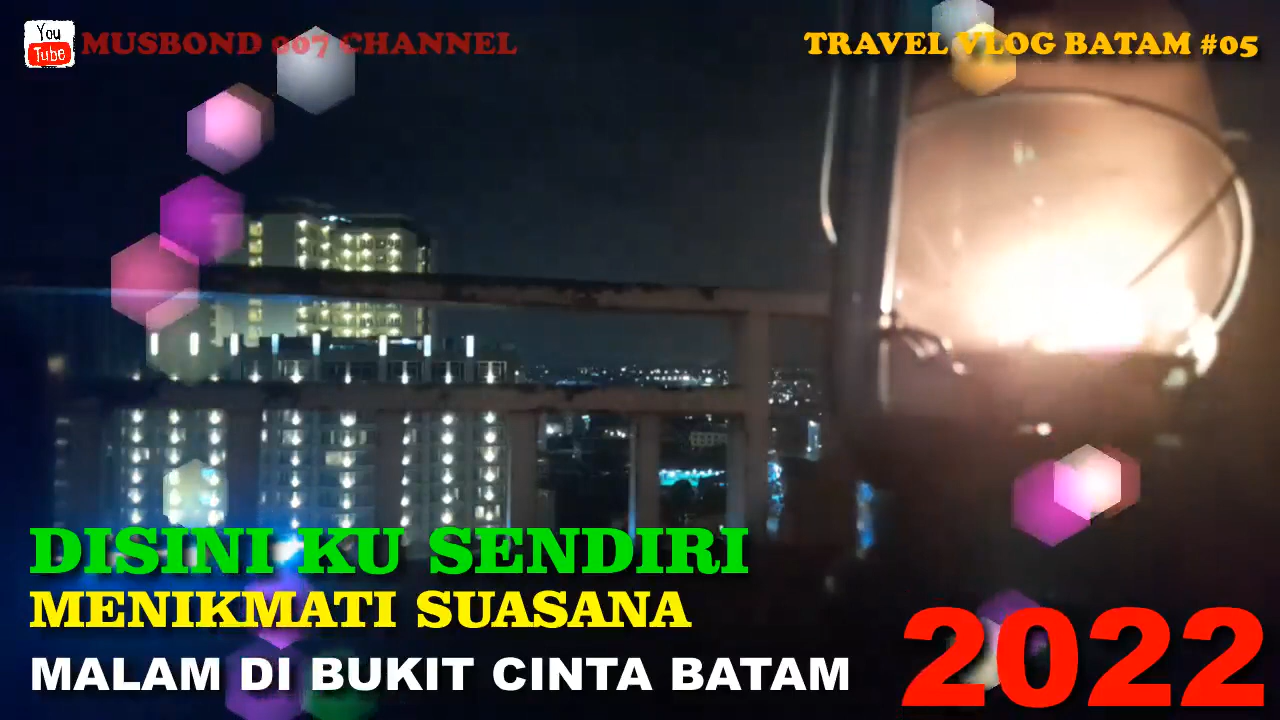 You
Tube
MUSBOND 007 CHANNEL
TRAVEL VLOG BATAM #05
DISINI KU SENDIRI
MENIKMATI SUASANA
MALAM DI BUKIT CINTA BATAM
2022